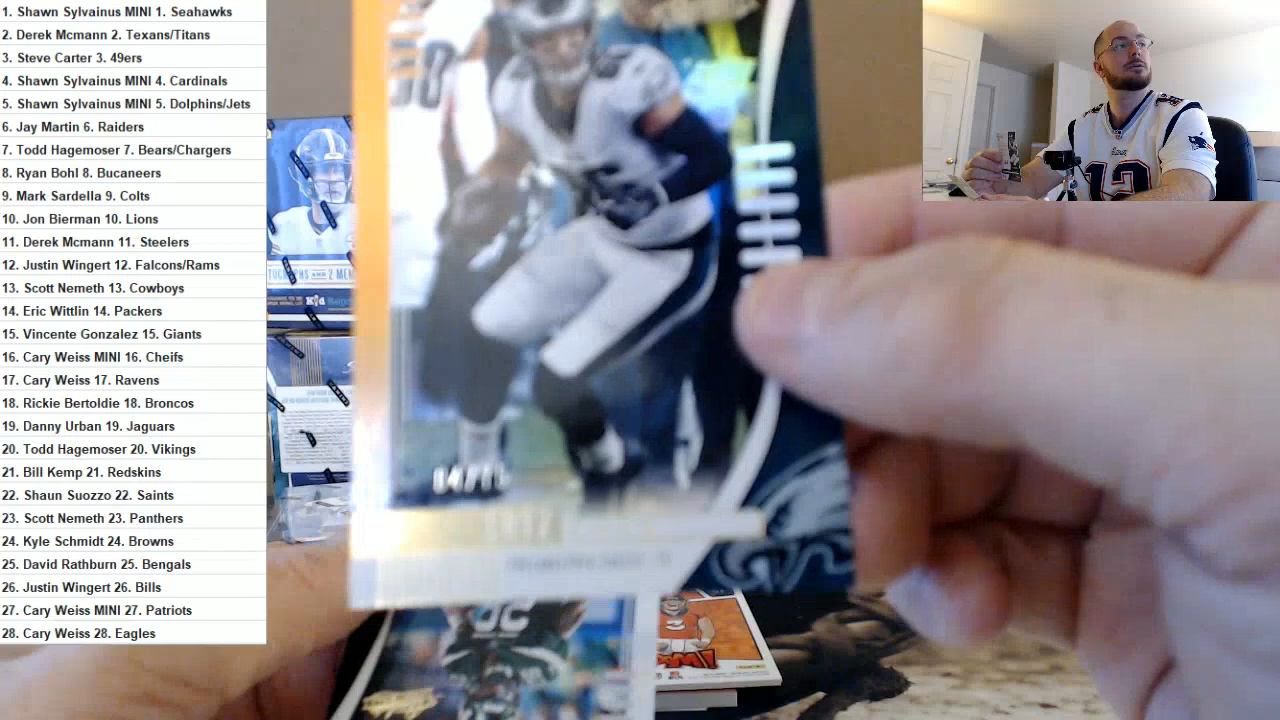 1. Shawn Sylvainus MINI 1. Seahawks
2. Derek Mcmann 2. Texans/Titans
3. Steve Carter 3. 49ers
4. Shawn Sylvainus MINI 4. Cardinals
5. Shawn Sylvainus MINI 5. Dolphins/Jets
6. Jay Martin 6. Raiders
7. Todd Hagemoser 7. Bears/Chargers
8. Ryan Bohl 8. Bucaneers
9. Mark Sardella 9. Colts
10. Jon Bierman 10. Lions
11. Derek Mcmann 11. Steelers
12. Justin Wingert 12. Falcons/Rams
13. Scott Nemeth 13. Cowboys
14. Eric Wittlin 14. Packers
15. Vincente Gonzalez 15. Giants
16. Cary Weiss MINI 16. Cheifs
17. Cary Weiss 17. Ravens
18. Rickie Bertoldie 18. Broncos
19. Danny Urban 19. Jaguars
20. Todd Hagemoser 20. Vikings
21. Bill Kemp 21. Redskins
22. Shaun Suozzo 22. Saints
23. Scott Nemeth 23. Panthers
24. Kyle Schmidt 24. Browns
25. David Rathburn 25. Bengals
26. Justin Wingert 26. Bills
27. Cary Weiss MINI 27. Patriots
28. Cary Weiss 28. Eagles
12